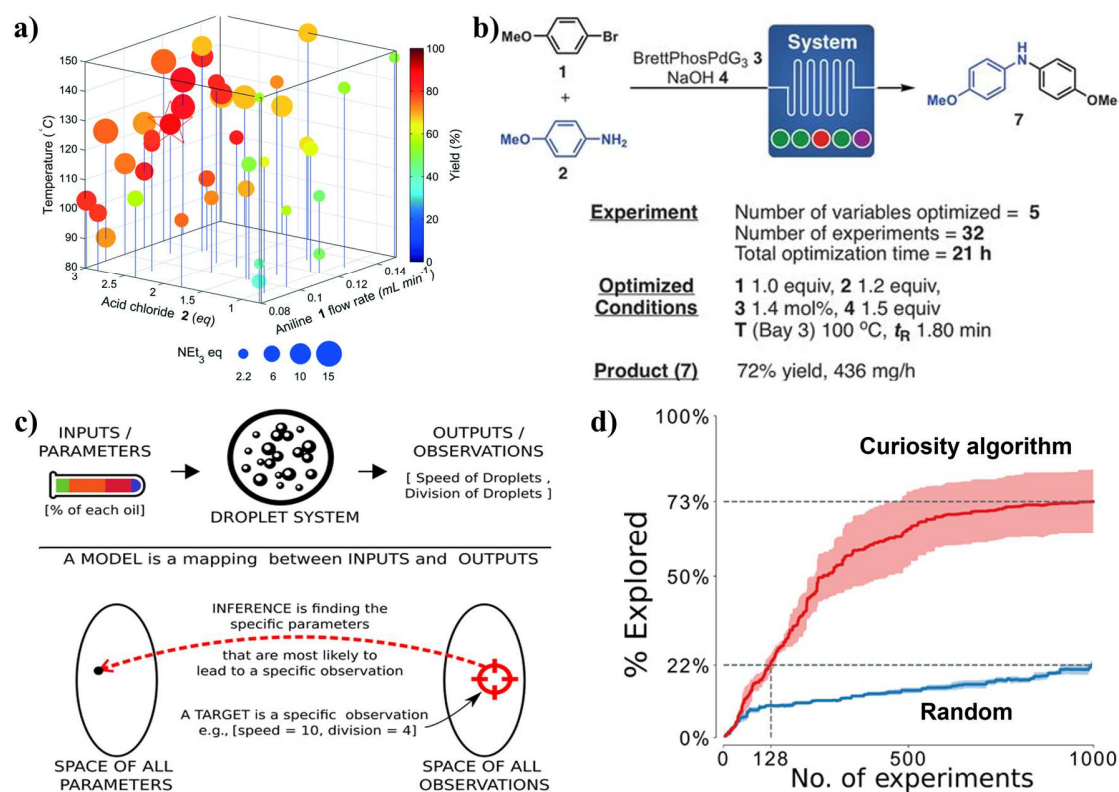 a)
Temperature (°C)
150
140
130
120
110
100
90
80
3
2.5
2
1.5
1
Acid chloride 2 (eq)
0.08
0.1
0.12
0.14
Aniline 1 flow rate (mL min⁻¹)
100
80
60
40
20
0
Yield (%)
NEt₃ eq
2.2 6 10 15
b)
MeO Br
1
+
MeO NH₂
2
BrettPhosPdG₃ 3
NaOH 4
System
H
N
MeO OMe
7
Experiment Number of variables optimized = 5
Number of experiments = 32
Total optimization time = 21 h
Optimized 1 1.0 equiv, 2 1.2 equiv,
Conditions 3 1.4 mol%, 4 1.5 equiv
T (Bay 3) 100 °C, tR 1.80 min
Product (7) 72% yield, 436 mg/h
c)
INPUTS /
PARAMETERS
[% of each oil]
DROPLET SYSTEM
OUTPUTS /
OBSERVATIONS
[ Speed of Droplets ,
Division of Droplets ]
A MODEL is a mapping between INPUTS and OUTPUTS
INFERENCE is finding the
specific parameters
that are most likely to
lead to a specific observation
A TARGET is a specific observation
e.g., [speed = 10, division = 4]
SPACE OF ALL
PARAMETERS
SPACE OF ALL
OBSERVATIONS
d)
% Explored
100%
73%
50%
22%
0%
Curiosity algorithm
Random
0 128 500 1000
No. of experiments